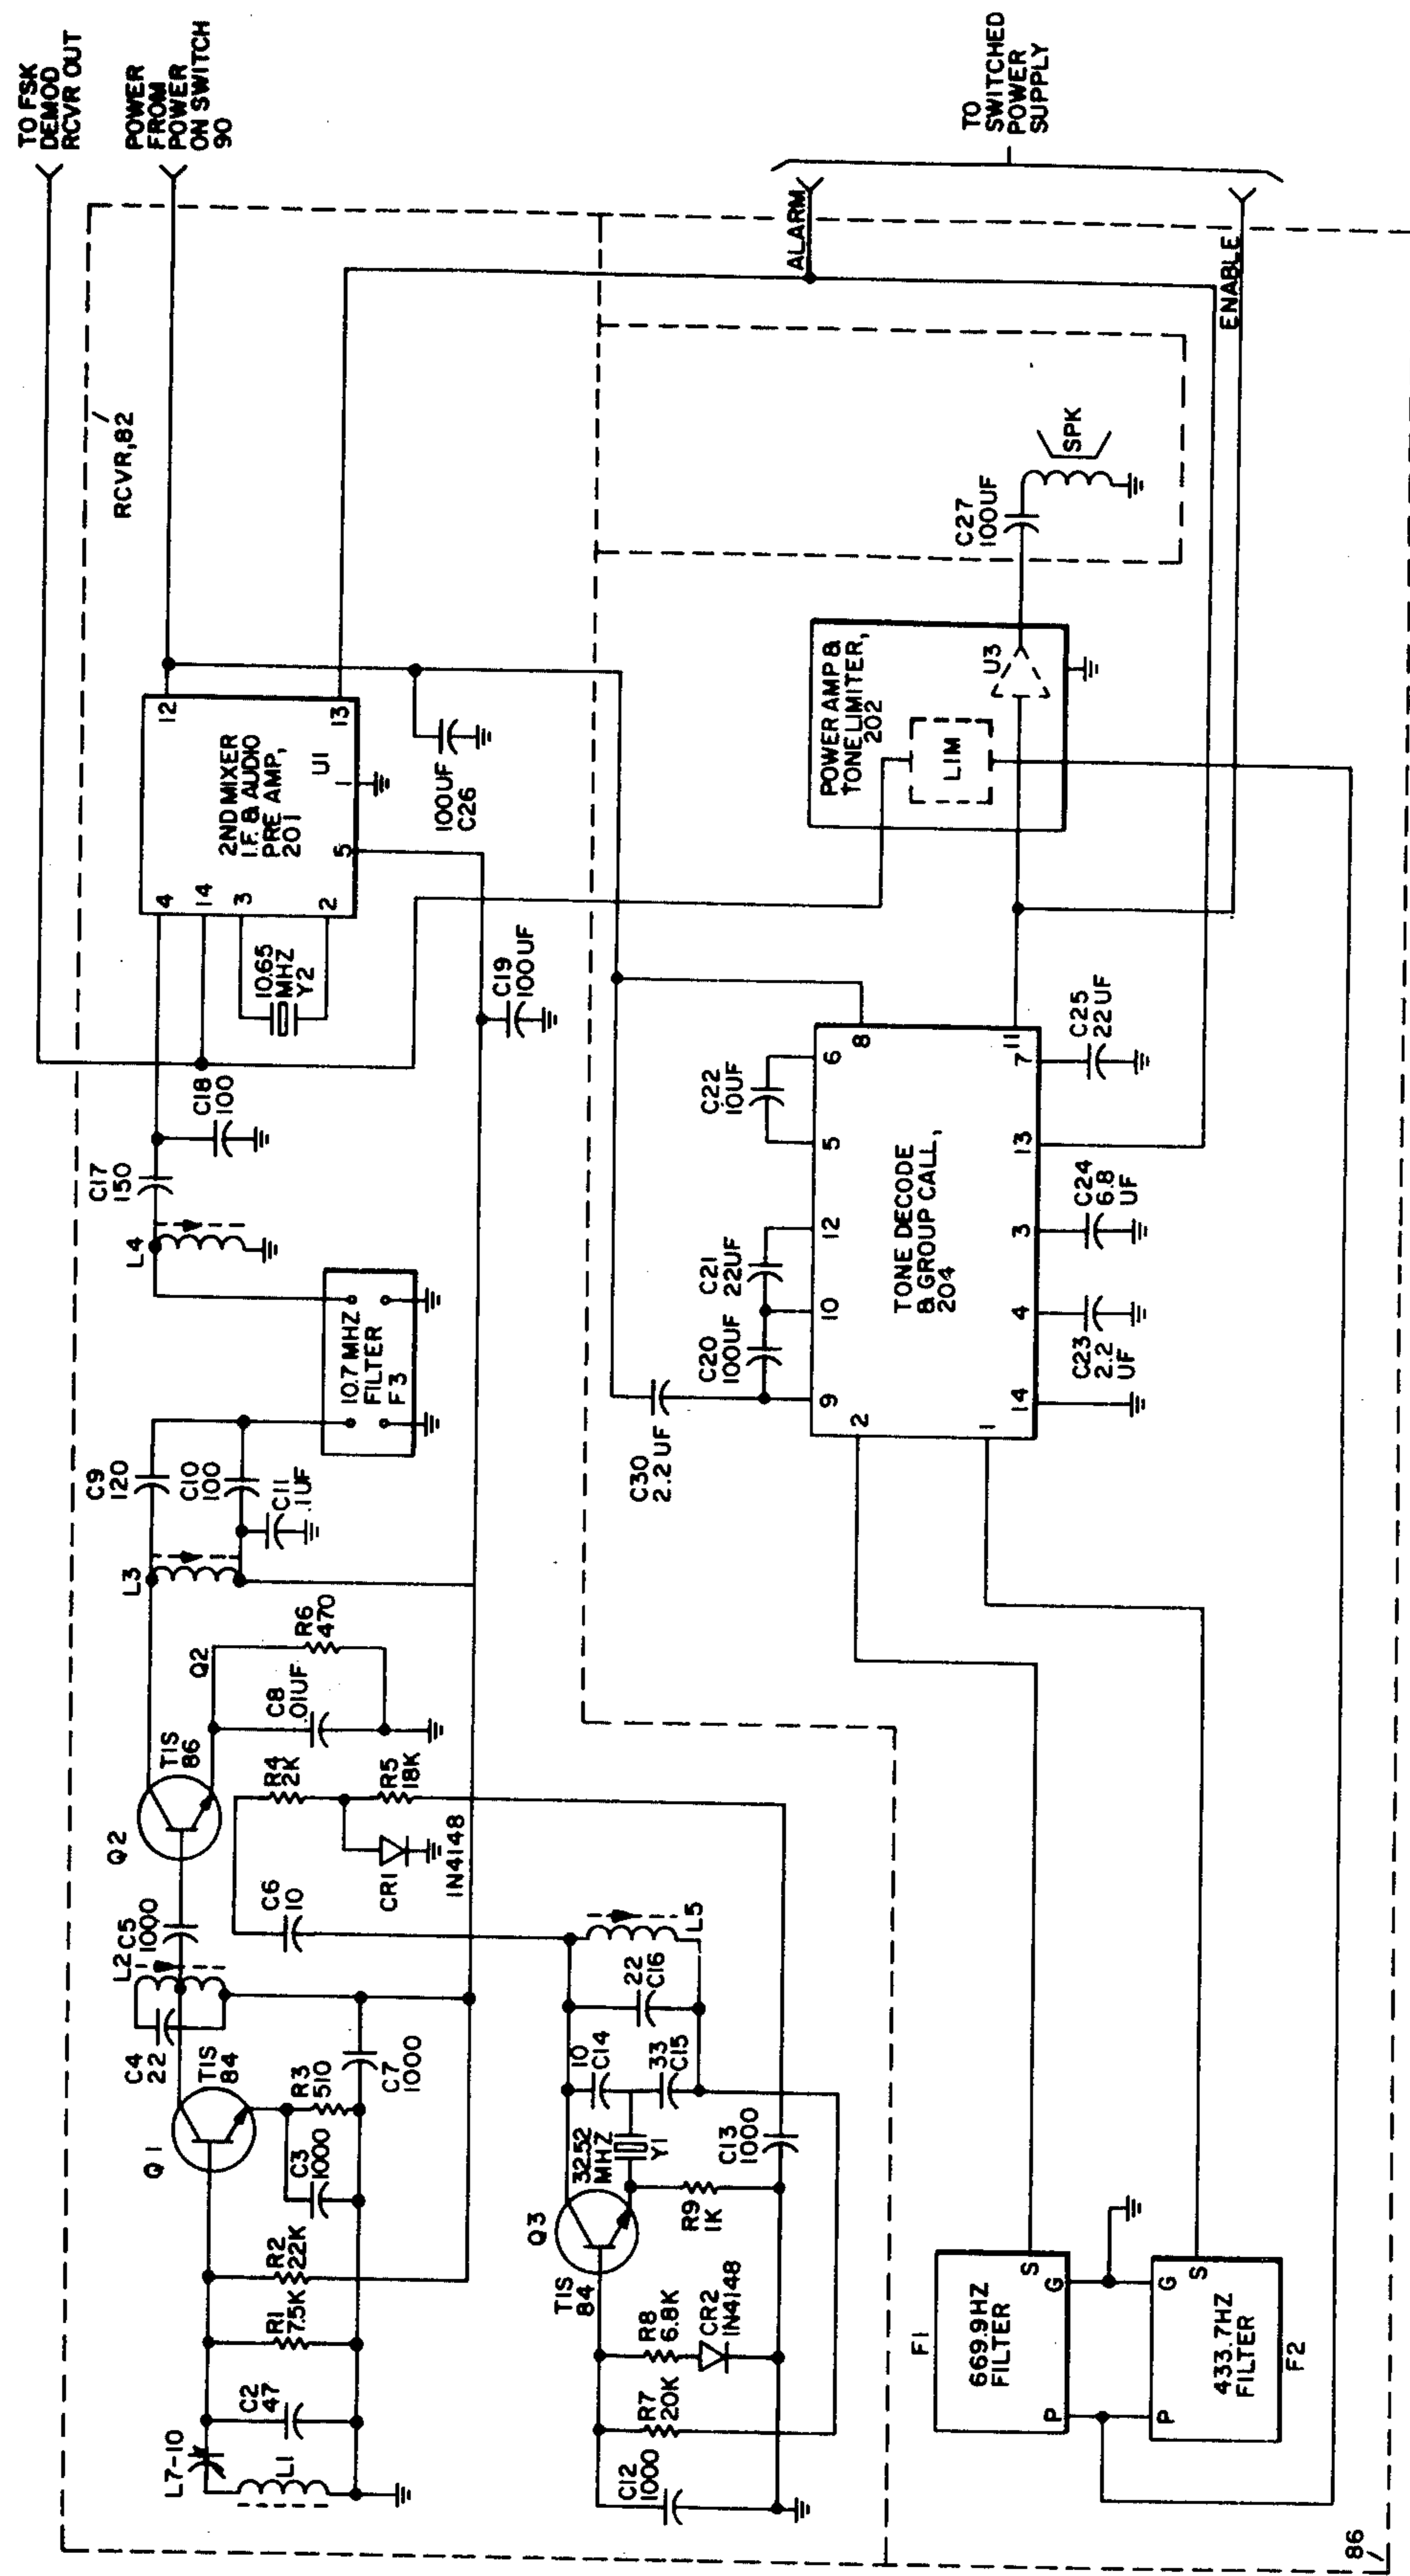 TO FSK
DEMOD
RCVR OUT
POWER
FROM
POWER
ON SWITCH
90
RCVR, 82
L7-10
L1
C2
47
R1
7.5K
R2
22K
Q1
TIS
84
C3
1000
R3
510
C4
22
L2
C5
1000
C7
1000
Q2
TIS
86
Q2
C8
.01UF
R6
470
L3
C9
120
C10
100
C11
.1UF
10.7 MHZ
FILTER
F3
L4
C17
150
C18
100
10.65
MHZ
Y2
4
14
3
2
2ND MIXER
I.F. & AUDIO
PRE AMP,
201
U1
12
13
1
5
C19
100UF
100UF
C26
C6
10
R4
2K
R5
18K
CR1
1N4148
Q3
TIS
84
C12
1000
R7
20K
R8
6.8K
CR2
1N4148
R9
1K
32.52
MHZ
Y1
10
C14
33
C15
22
C16
L5
C13
1000
C30
2.2UF
C20
100UF
C21
22UF
C22
10UF
9
10
12
5
6
8
2
1
TONE DECODE
& GROUP CALL,
204
14
4
3
13
7
11
C23
2.2
UF
C24
6.8
UF
C25
22UF
POWER AMP &
TONE LIMITER,
202
LIM
U3
C27
100UF
SPK
ALARM
ENABLE
TO
SWITCHED
POWER
SUPPLY
F1
669.9HZ
FILTER
P
S
G
433.7HZ
FILTER
P
G
S
F2
86